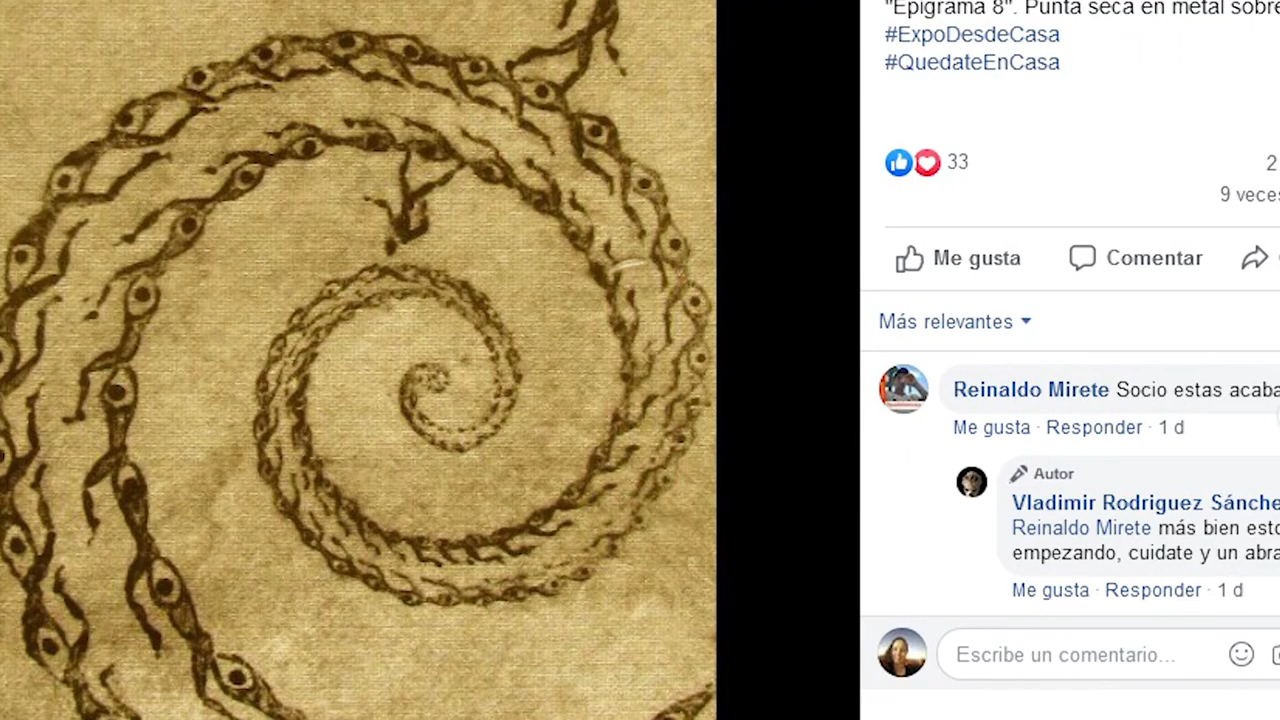 "Epigrama 8". Punta seca en metal sobre
#ExpoDesdeCasa
#QuedateEnCasa
33
2
9 veces
Me gusta
Comentar
Más relevantes
Reinaldo Mirete Socio estas acaba
Me gusta · Responder · 1 d
Autor
Vladimir Rodriguez Sánche
Reinaldo Mirete más bien esto
empezando, cuidate y un abra
Me gusta · Responder · 1 d
Escribe un comentario...